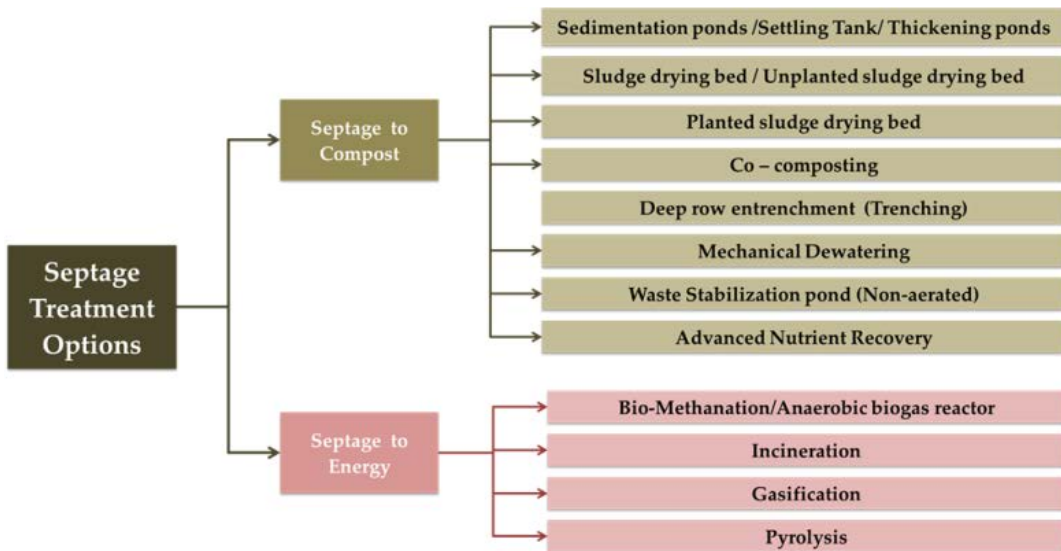 Septage
Treatment
Options
Septage to
Compost
Sedimentation ponds /Settling Tank/ Thickening ponds
Sludge drying bed / Unplanted sludge drying bed
Planted sludge drying bed
Co – composting
Deep row entrenchment (Trenching)
Mechanical Dewatering
Waste Stabilization pond (Non-aerated)
Advanced Nutrient Recovery
Septage to
Energy
Bio-Methanation/Anaerobic biogas reactor
Incineration
Gasification
Pyrolysis